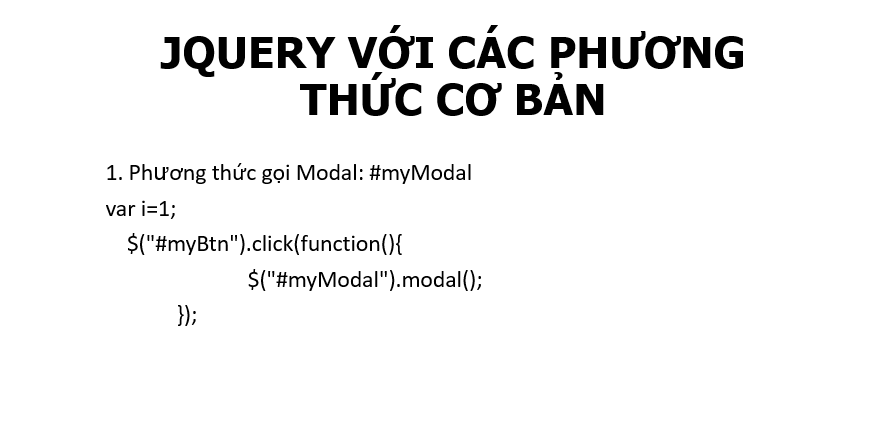 JQUERY VỚI CÁC PHƯƠNG
THỨC CƠ BẢN
1. Phương thức gọi Modal: #myModal
var i=1;
$("#myBtn").click(function(){
$("#myModal").modal();
});